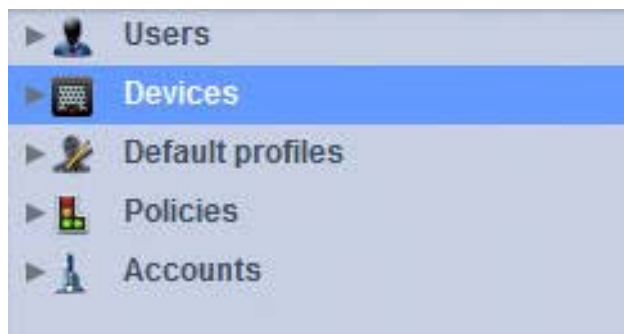 Users
Devices
Default profiles
Policies
Accounts